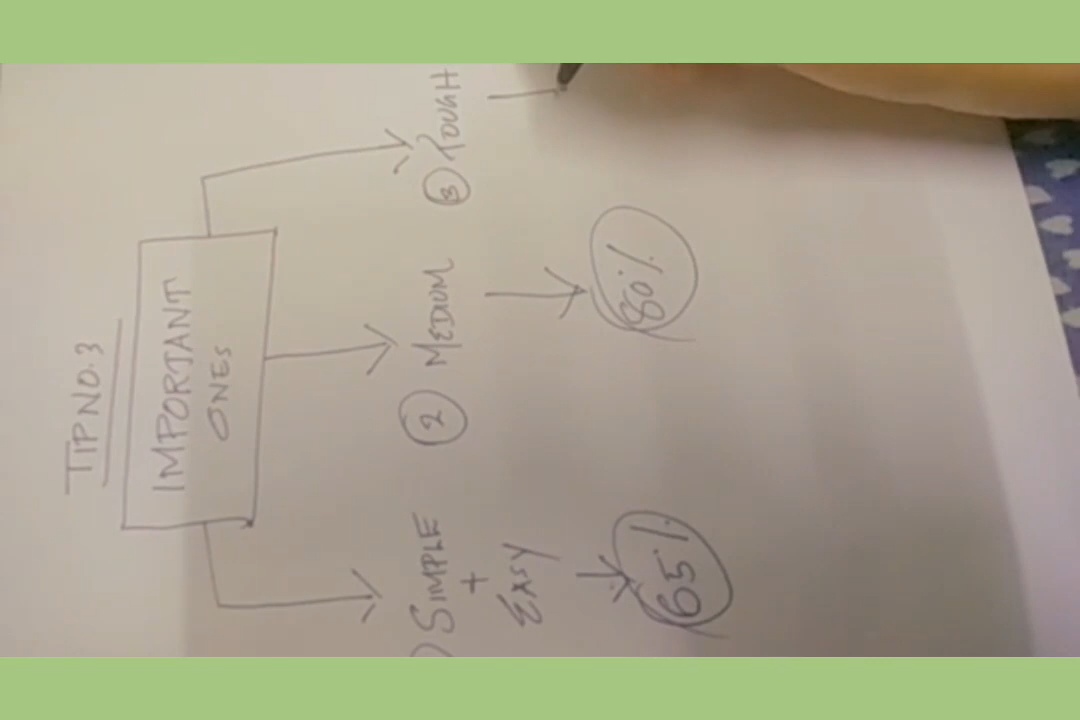 TIP NO.3
IMPORTANT
ONES
SIMPLE
+
EASY
65%
2 MEDIUM
80%
3 TOUGH